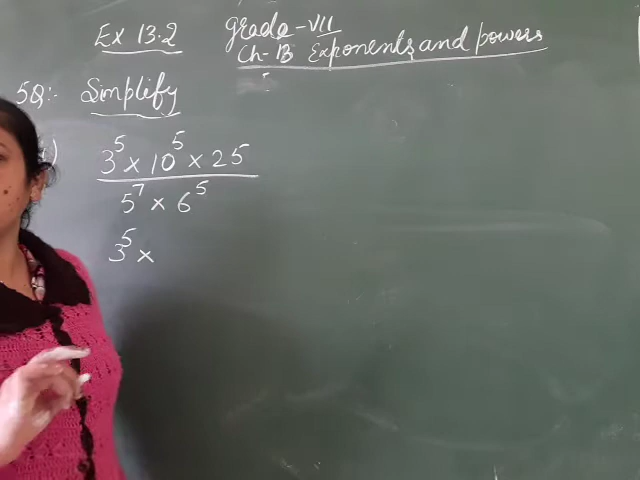 Ex 13.2
grade-VII
Ch-13 Exponents and powers
5Q:- Simplify
)
3⁵ × 10⁵ × 25
5⁷ × 6⁵
3⁵ ×